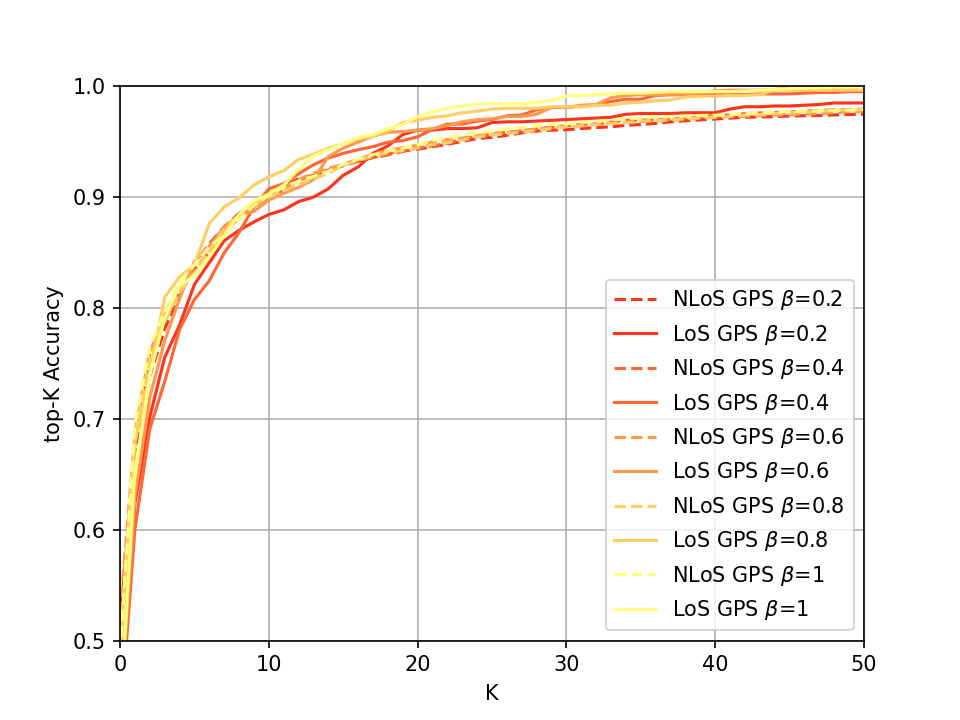 1.0
0.9
0.8
0.7
0.6
0.5
0
10
20
30
40
50
K
top-K Accuracy
NLoS GPS β=0.2
LoS GPS β=0.2
NLoS GPS β=0.4
LoS GPS β=0.4
NLoS GPS β=0.6
LoS GPS β=0.6
NLoS GPS β=0.8
LoS GPS β=0.8
NLoS GPS β=1
LoS GPS β=1